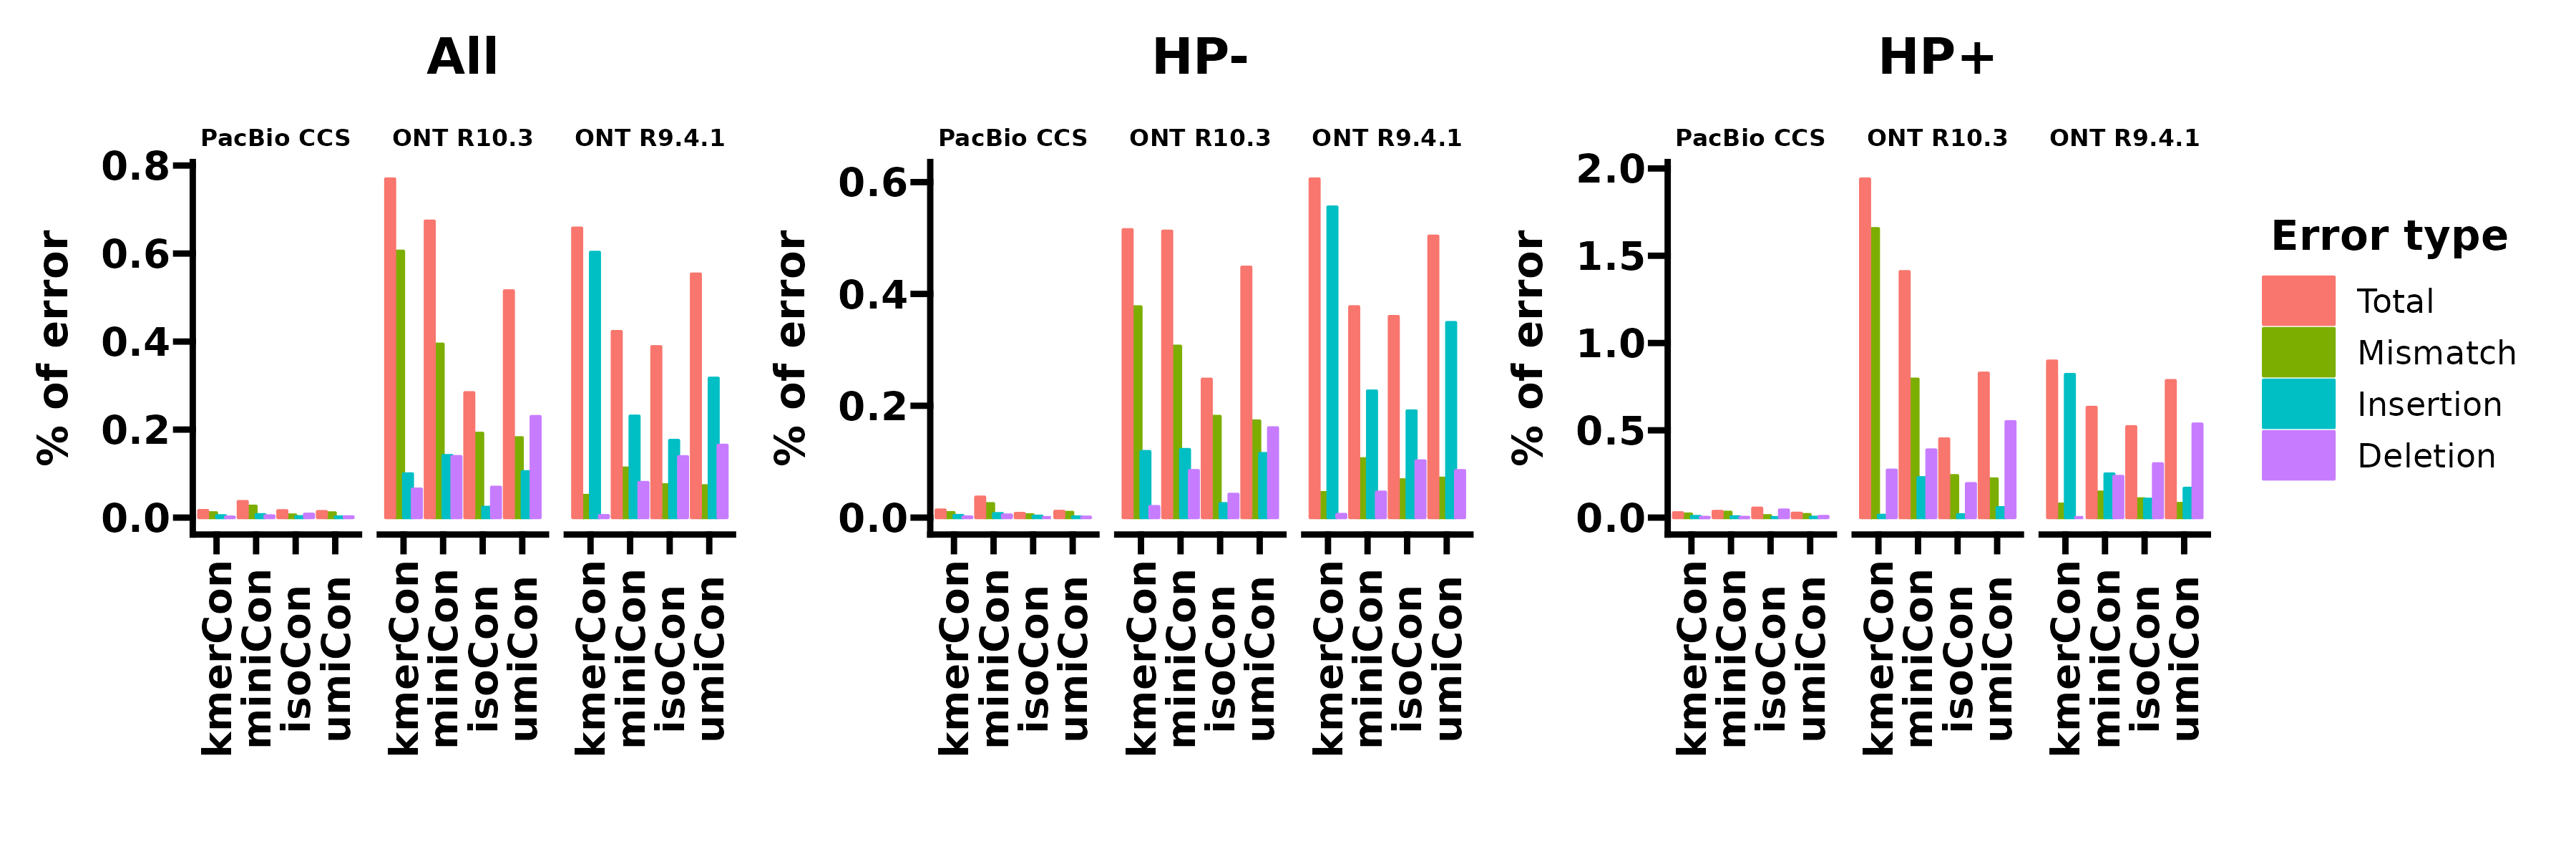 All
HP-
HP+
PacBio CCS
ONT R10.3
ONT R9.4.1
PacBio CCS
ONT R10.3
ONT R9.4.1
PacBio CCS
ONT R10.3
ONT R9.4.1
% of error
0.8
0.6
0.4
0.2
0.0
% of error
0.6
0.4
0.2
0.0
% of error
2.0
1.5
1.0
0.5
0.0
kmerCon
miniCon
isoCon
umiCon
kmerCon
miniCon
isoCon
umiCon
kmerCon
miniCon
isoCon
umiCon
kmerCon
miniCon
isoCon
umiCon
kmerCon
miniCon
isoCon
umiCon
kmerCon
miniCon
isoCon
umiCon
kmerCon
miniCon
isoCon
umiCon
kmerCon
miniCon
isoCon
umiCon
kmerCon
miniCon
isoCon
umiCon
Error type
Total
Mismatch
Insertion
Deletion